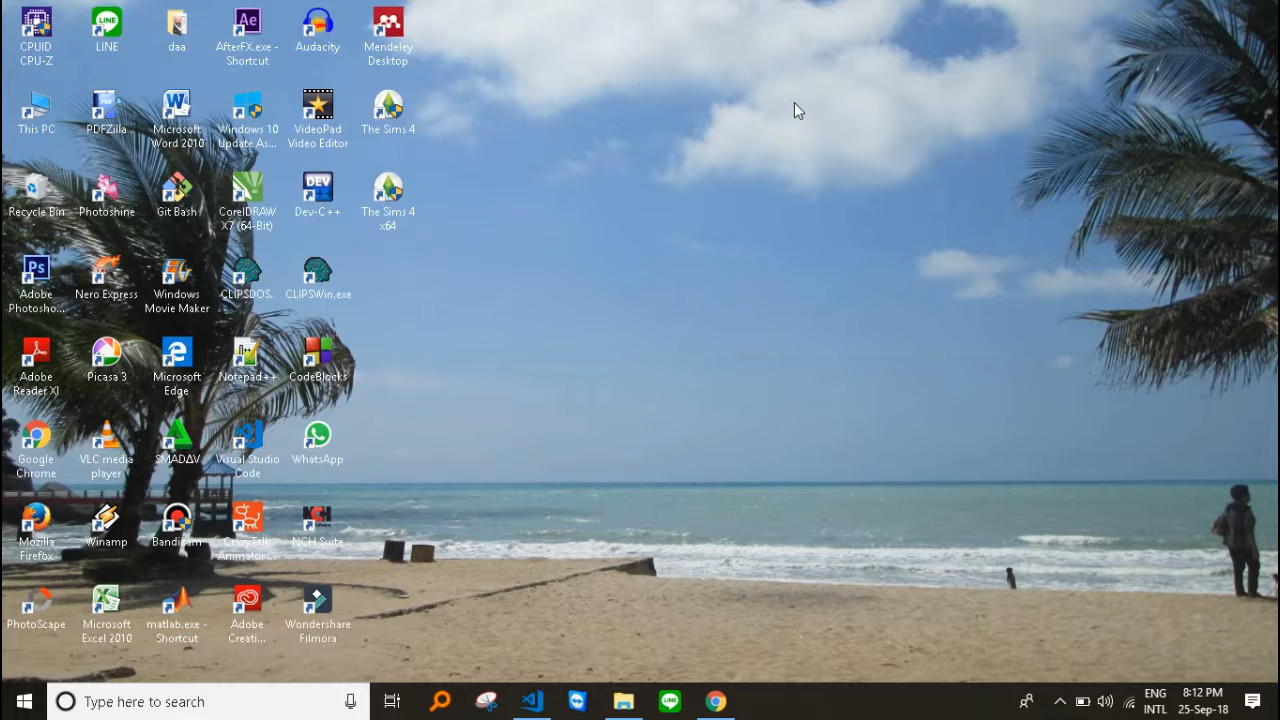 CPUID
CPU-Z
LINE
daa
AfterFX.exe -
Shortcut
Audacity
Mendeley
Desktop
This PC
PDFZilla
Microsoft
Word 2010
Windows 10
Update As...
VideoPad
Video Editor
The Sims 4
Recycle Bin
Photoshine
Git Bash
CorelDRAW
X7 (64-Bit)
DEV
Dev-C++
The Sims 4
x64
Adobe
Photosho...
Nero Express
Windows
Movie Maker
CLIPSDOS.
CLIPSWin.exe
Adobe
Reader XI
Picasa 3
Microsoft
Edge
Notepad++
CodeBlocks
Google
Chrome
VLC media
player
SMADΔV
Visual Studio
Code
WhatsApp
Mozilla
Firefox
Winamp
Bandicam
CrazyTalk
Animator ...
NCH
NCH Suite
PhotoScape
Microsoft
Excel 2010
matlab.exe -
Shortcut
Adobe
Creati...
Wondershare
Filmora
Type here to search
ENG
INTL
8:12 PM
25-Sep-18